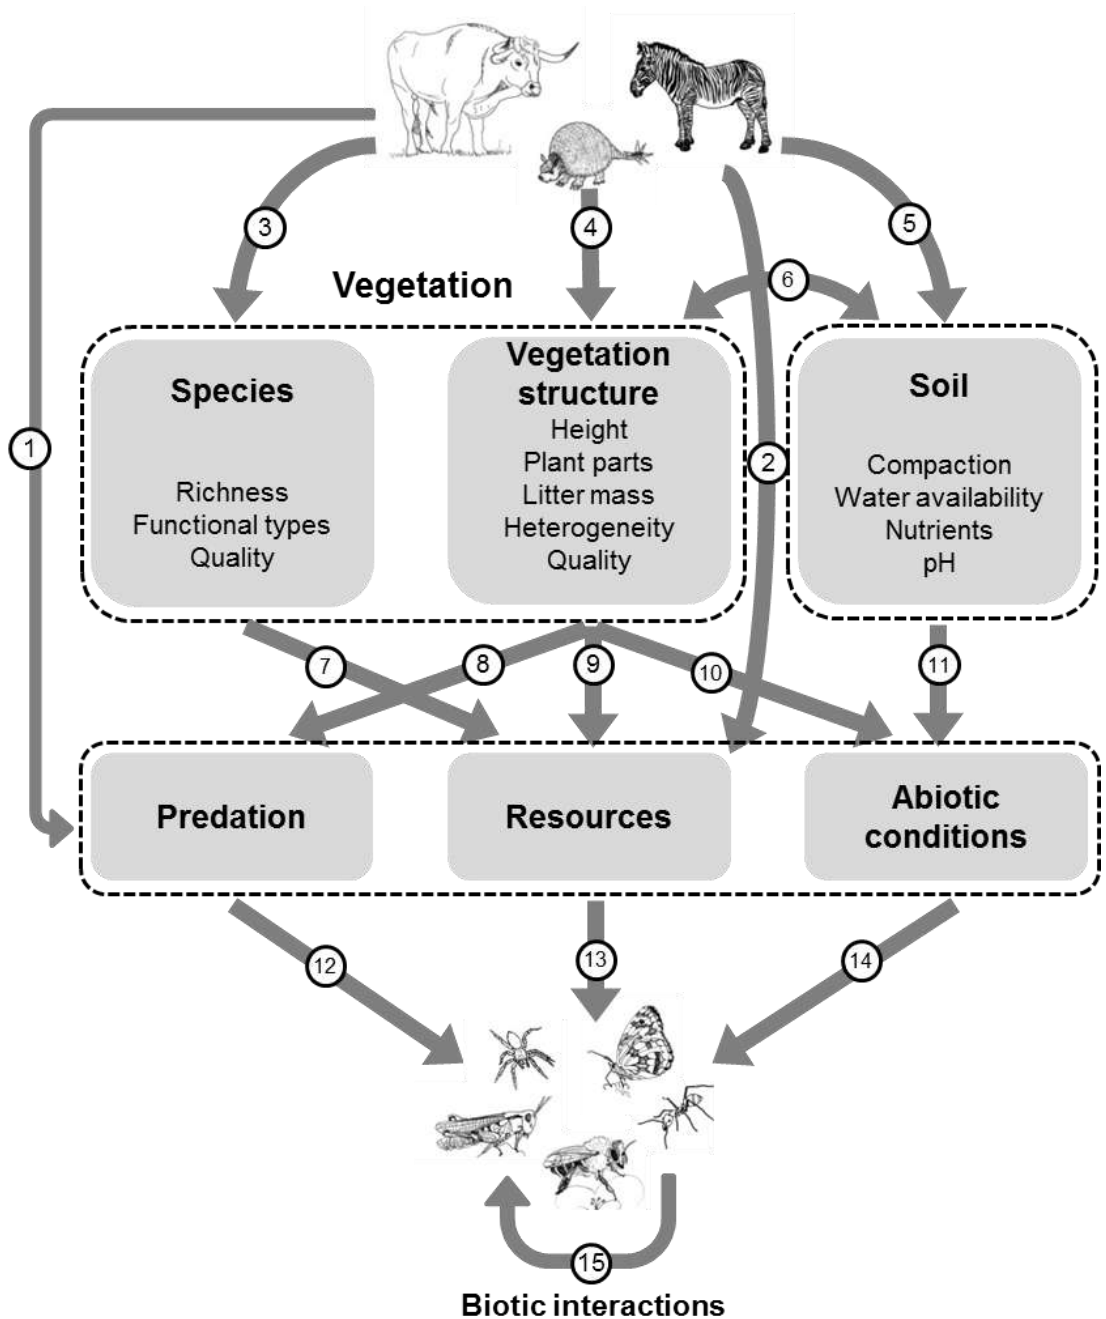 3
4
5
6
Vegetation
Species
Richness
Functional types
Quality
Vegetation
structure
Height
Plant parts
Litter mass
Heterogeneity
Quality
Soil
Compaction
Water availability
Nutrients
pH
1
2
7
8
9
10
11
Predation
Resources
Abiotic
conditions
12
13
14
15
Biotic interactions